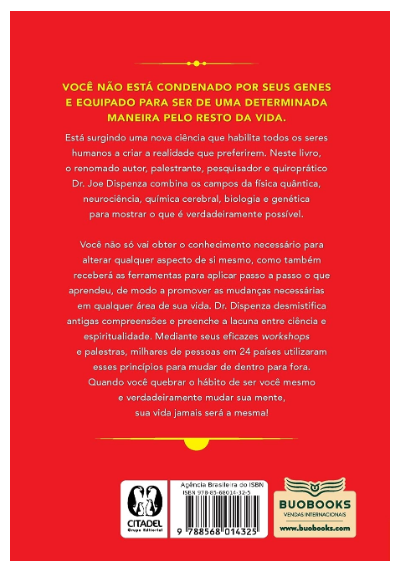 VOCÊ NÃO ESTÁ CONDENADO POR SEUS GENES
E EQUIPADO PARA SER DE UMA DETERMINADA
MANEIRA PELO RESTO DA VIDA.
Está surgindo uma nova ciência que habilita todos os seres
humanos a criar a realidade que preferirem. Neste livro,
o renomado autor, palestrante, pesquisador e quiroprático
Dr. Joe Dispenza combina os campos da física quântica,
neurociência, química cerebral, biologia e genética
para mostrar o que é verdadeiramente possível.
Você não só vai obter o conhecimento necessário para
alterar qualquer aspecto de si mesmo, como também
receberá as ferramentas para aplicar passo a passo o que
aprendeu, de modo a promover as mudanças necessárias
em qualquer área de sua vida. Dr. Dispenza desmistifica
antigas compreensões e preenche a lacuna entre ciência e
espiritualidade. Mediante seus eficazes workshops
e palestras, milhares de pessoas em 24 países utilizaram
esses princípios para mudar de dentro para fora.
Quando você quebrar o hábito de ser você mesmo
e verdadeiramente mudar sua mente,
sua vida jamais será a mesma!
Agência Brasileira do ISBN
ISBN 978-85-68014-32-5
9 788568 014325
CITADEL
Grupo Editorial
BUOBOOKS
VENDAS INTERNACIONAIS
www.buobooks.com